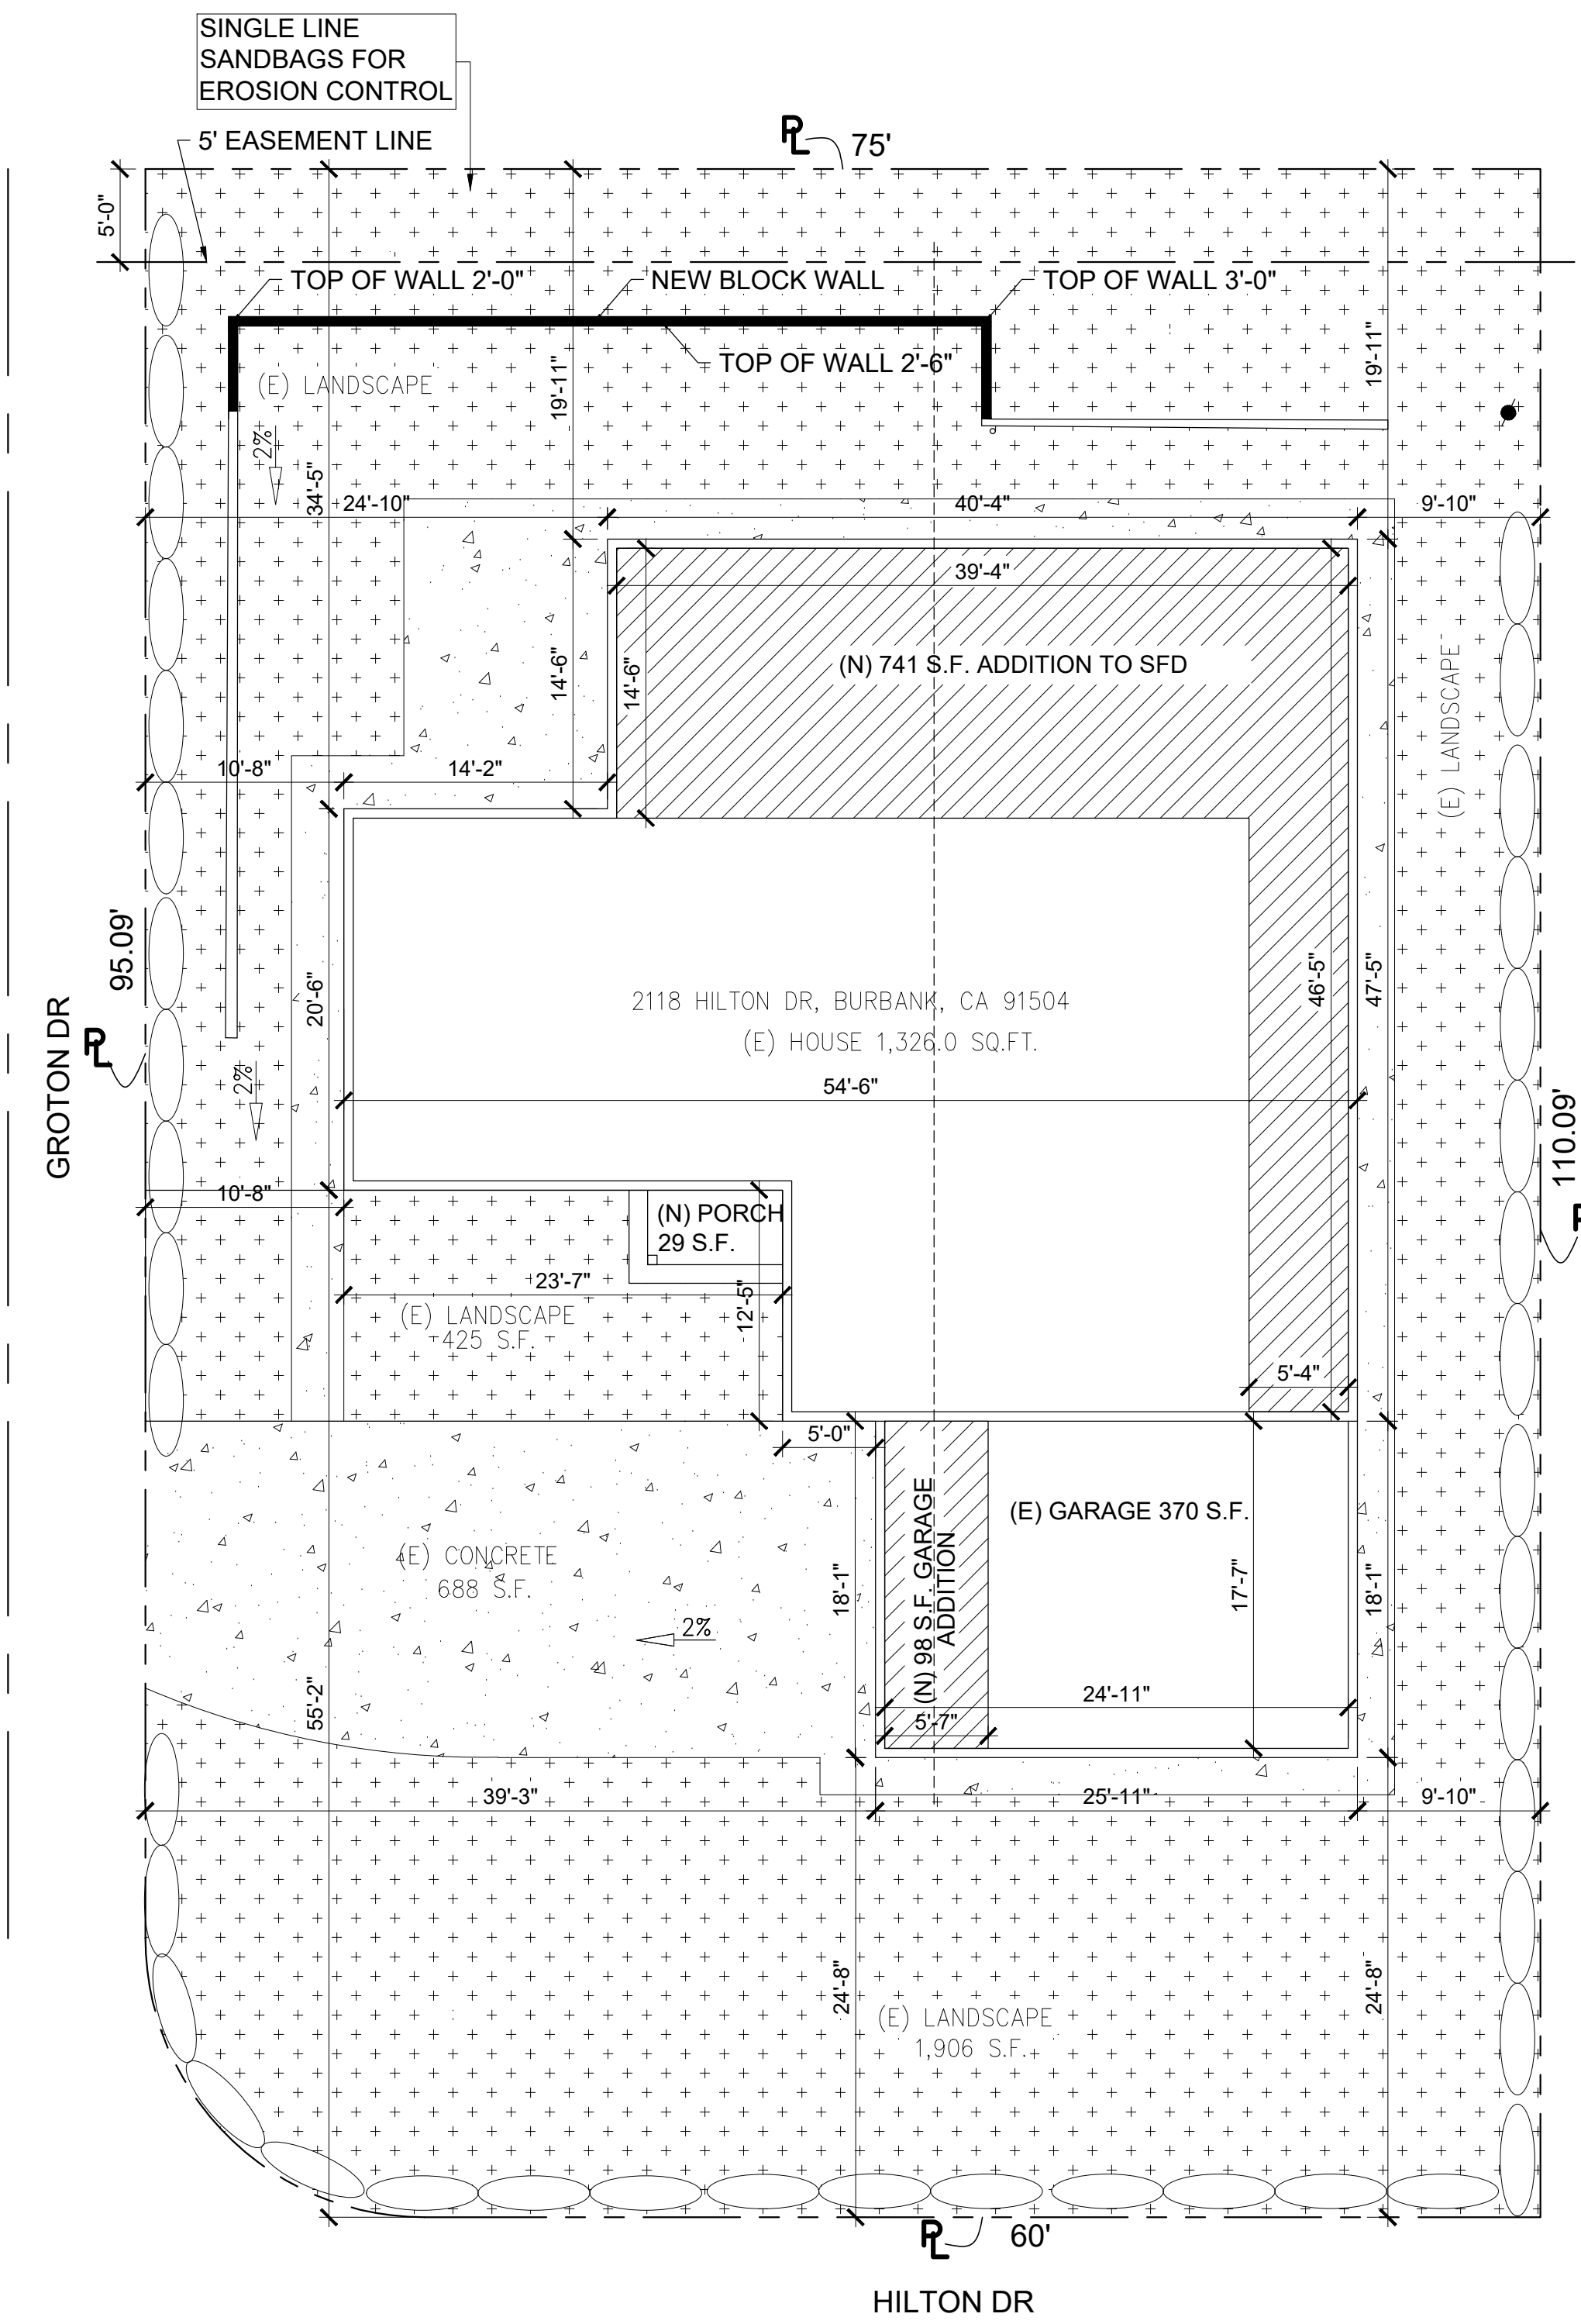 SINGLE LINE
SANDBAGS FOR
EROSION CONTROL
5' EASEMENT LINE
PL
75'
5'-0"
TOP OF WALL 2'-0"
NEW BLOCK WALL
TOP OF WALL 3'-0"
TOP OF WALL 2'-6"
(E) LANDSCAPE
19'-11"
19'-11"
2%
34'-5"
24'-10"
40'-4"
9'-10"
39'-4"
14'-6"
14'-6"
(N) 741 S.F. ADDITION TO SFD
(E) LANDSCAPE
10'-8"
14'-2"
95.09'
GROTON DR
PL
20'-6"
2118 HILTON DR, BURBANK, CA 91504
(E) HOUSE 1,326.0 SQ.FT.
46'-5"
47'-5"
54'-6"
2%
110.09'
10'-8"
(N) PORCH
29 S.F.
23'-7"
12'-5"
(E) LANDSCAPE
425 S.F.
5'-4"
5'-0"
(N) 98 S.F. GARAGE
ADDITION
(E) GARAGE 370 S.F.
(E) CONCRETE
688 S.F.
18'-1"
17'-7"
18'-1"
2%
55'-2"
24'-11"
5'-7"
39'-3"
25'-11"
9'-10"
24'-8"
24'-8"
(E) LANDSCAPE
1,906 S.F.
PL
60'
HILTON DR